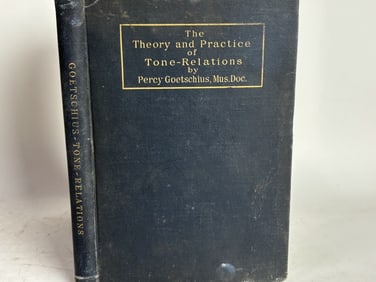 The
Theory and Practice
of
Tone-Relations
by
Percy Goetschius, Mus.Doc.
GOETSCHIUS-TONE-RELATIONS